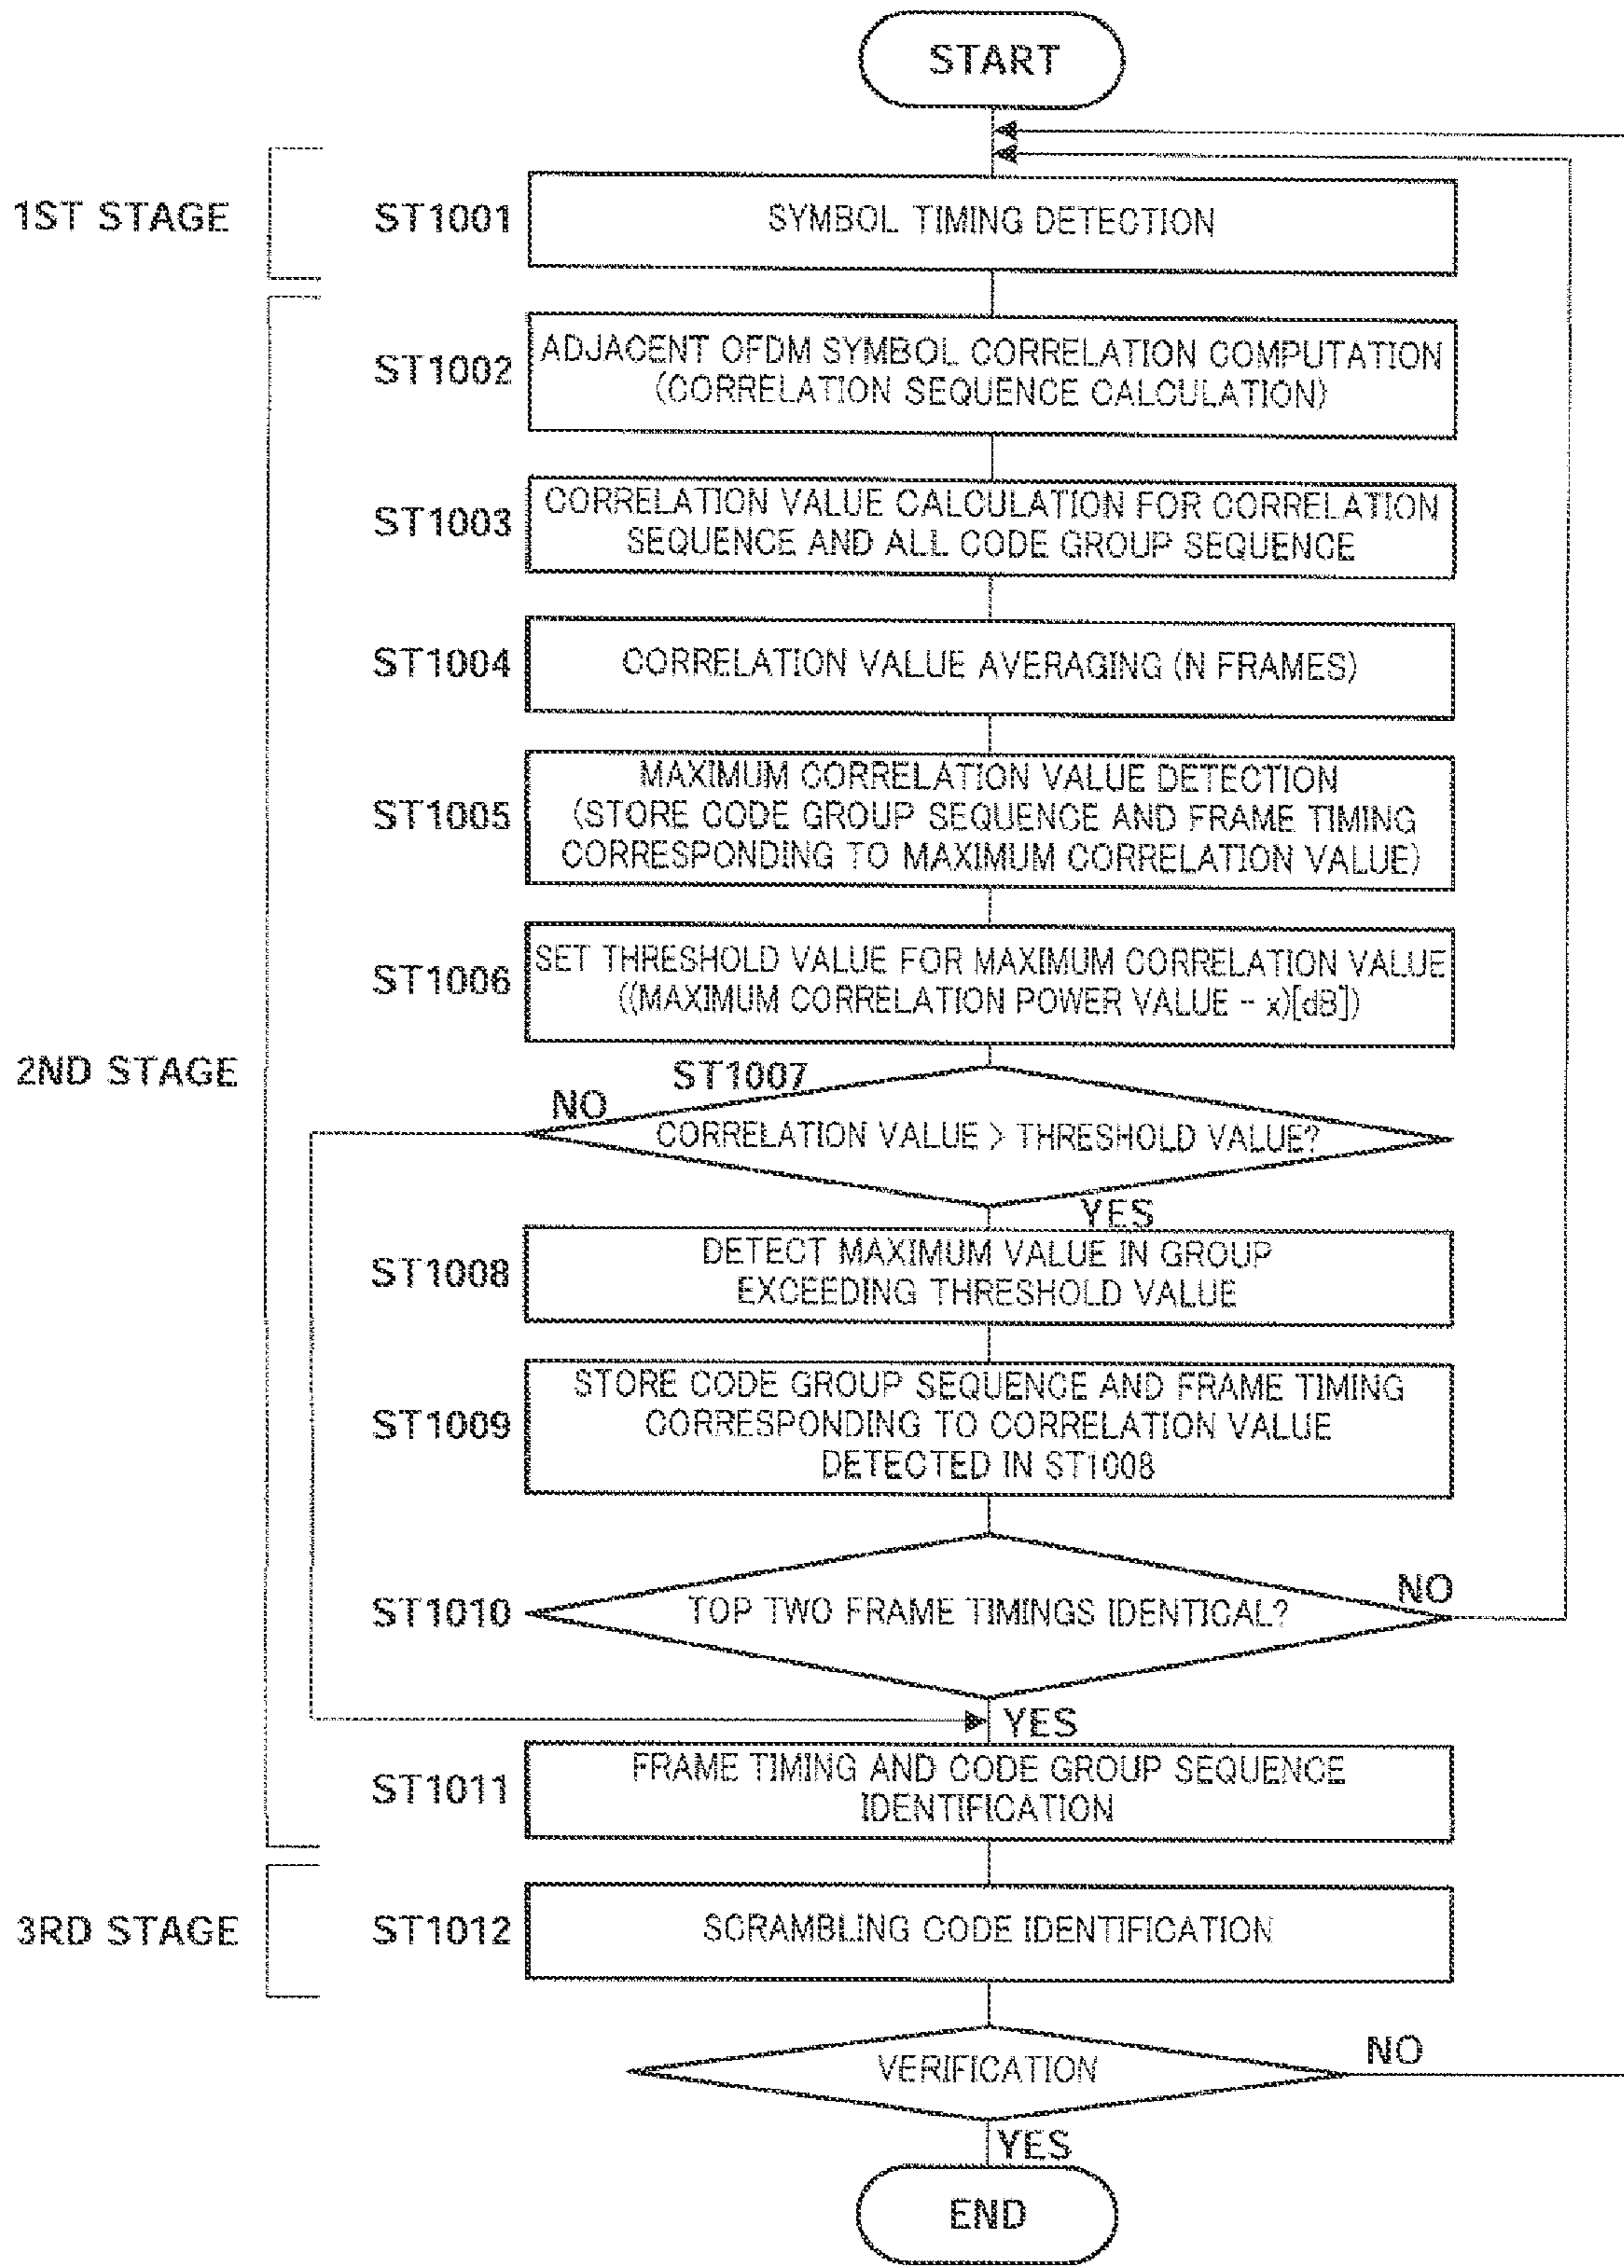 START
1ST STAGE
ST1001
SYMBOL TIMING DETECTION
ST1002
ADJACENT OFDM SYMBOL CORRELATION COMPUTATION
(CORRELATION SEQUENCE CALCULATION)
ST1003
CORRELATION VALUE CALCULATION FOR CORRELATION
SEQUENCE AND ALL CODE GROUP SEQUENCE
ST1004
CORRELATION VALUE AVERAGING (N FRAMES)
ST1005
MAXIMUM CORRELATION VALUE DETECTION
(STORE CODE GROUP SEQUENCE AND FRAME TIMING
CORRESPONDING TO MAXIMUM CORRELATION VALUE)
ST1006
SET THRESHOLD VALUE FOR MAXIMUM CORRELATION VALUE
((MAXIMUM CORRELATION POWER VALUE - x)[dB])
2ND STAGE
ST1007
NO
CORRELATION VALUE > THRESHOLD VALUE?
YES
ST1008
DETECT MAXIMUM VALUE IN GROUP
EXCEEDING THRESHOLD VALUE
ST1009
STORE CODE GROUP SEQUENCE AND FRAME TIMING
CORRESPONDING TO CORRELATION VALUE
DETECTED IN ST1008
ST1010
TOP TWO FRAME TIMINGS IDENTICAL?
NO
YES
ST1011
FRAME TIMING AND CODE GROUP SEQUENCE
IDENTIFICATION
3RD STAGE
ST1012
SCRAMBLING CODE IDENTIFICATION
VERIFICATION
NO
YES
END